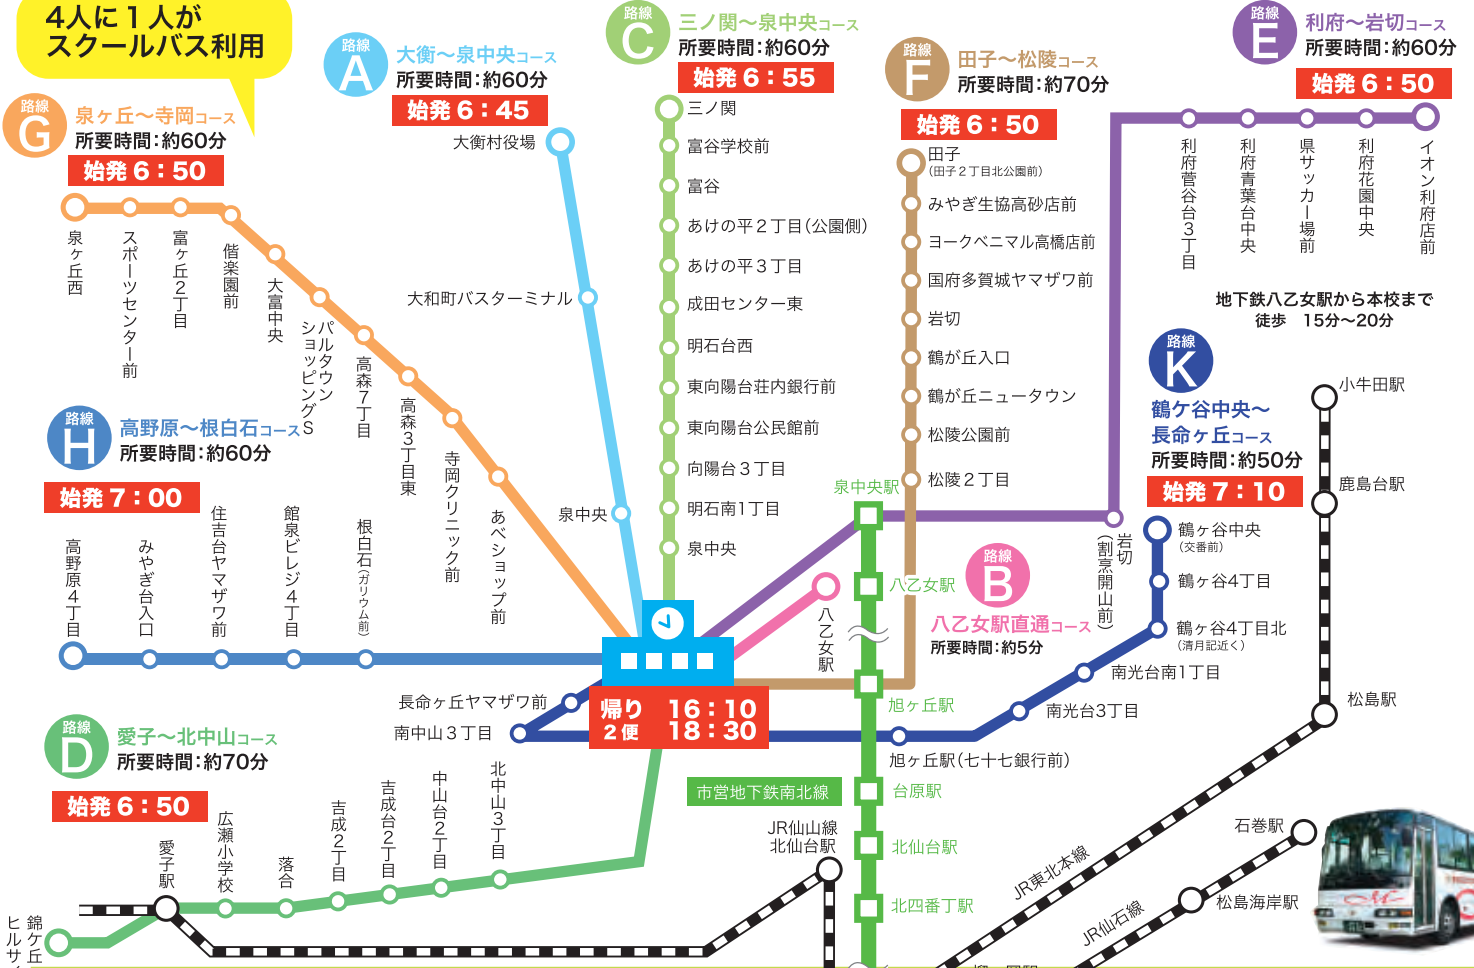 4人に1人が
スクールバス利用
路線
G
泉ヶ丘〜寺岡コース
所要時間：約60分
始発 6：50
泉ヶ丘西
スポーツセンター前
富ヶ丘2丁目
偕楽園前
大富中央
パルタウン
ショッピングS
高森7丁目
高森3丁目東
寺岡クリニック前
あべショップ前
路線
A
大衡〜泉中央コース
所要時間：約60分
始発 6：45
大衡村役場
大和町バスターミナル
泉中央
路線
C
三ノ関〜泉中央コース
所要時間：約60分
始発 6：55
三ノ関
富谷学校前
富谷
あけの平2丁目(公園側)
あけの平3丁目
成田センター東
明石台西
東向陽台荘内銀行前
東向陽台公民館前
向陽台3丁目
明石南1丁目
泉中央
路線
F
田子〜松陵コース
所要時間：約70分
始発 6：50
田子
(田子2丁目北公園前)
みやぎ生協高砂店前
ヨークベニマル高橋店前
国府多賀城ヤマザワ前
岩切
鶴が丘入口
鶴が丘ニュータウン
松陵公園前
松陵2丁目
路線
E
利府〜岩切コース
所要時間：約60分
始発 6：50
利府菅谷台3丁目
利府青葉台中央
県サッカー場前
利府花園中央
イオン利府店前
岩切
(割烹開山前)
地下鉄八乙女駅から本校まで
徒歩　15分〜20分
路線
K
鶴ケ谷中央〜
長命ヶ丘コース
所要時間：約50分
始発 7：10
鶴ヶ谷中央
(交番前)
鶴ヶ谷4丁目
鶴ヶ谷4丁目北
(清月記近く)
南光台南1丁目
南光台3丁目
旭ヶ丘駅(七十七銀行前)
長命ヶ丘ヤマザワ前
南中山3丁目
路線
H
高野原〜根白石コース
所要時間：約60分
始発 7：00
高野原4丁目
みやぎ台入口
住吉台ヤマザワ前
館泉ビレジ4丁目
根白石(ガリウム前)
路線
B
八乙女駅直通コース
所要時間：約5分
八乙女駅
帰り　16：10
2便　18：30
路線
D
愛子〜北中山コース
所要時間：約70分
始発 6：50
錦ケ丘
愛子駅
広瀬小学校
落合
吉成2丁目
吉成台2丁目
中山台2丁目
北中山3丁目
泉中央駅
八乙女駅
旭ヶ丘駅
台原駅
北仙台駅
北四番丁駅
市営地下鉄南北線
JR仙山線
北仙台駅
小牛田駅
鹿島台駅
松島駅
石巻駅
松島海岸駅
JR東北本線
JR仙石線